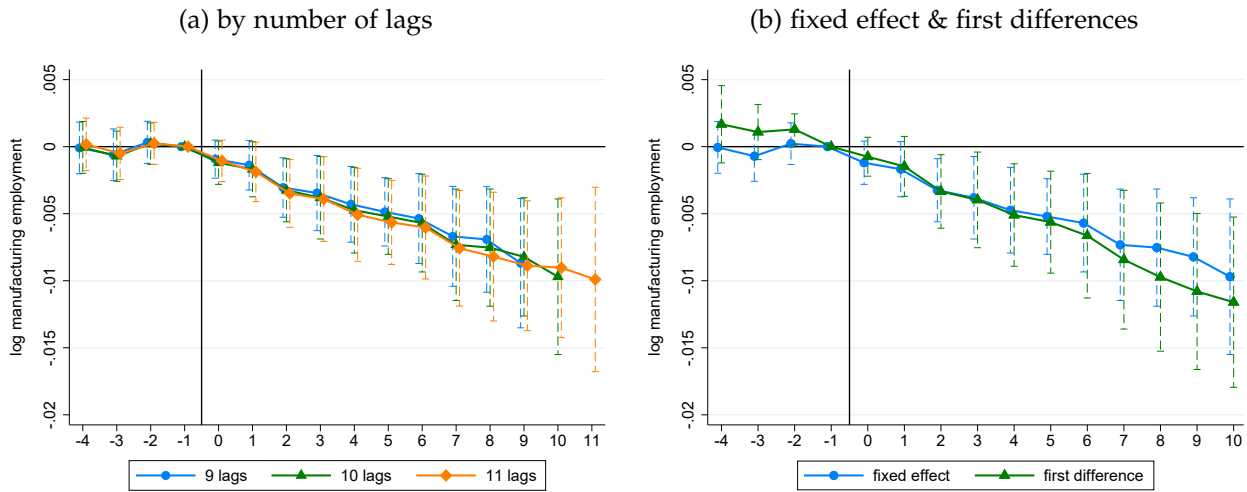 (a) by number of lags
.005
0
-.005
-.01
-.015
-.02
log manufacturing employment
-4 -3 -2 -1 0 1 2 3 4 5 6 7 8 9 10 11
9 lags 10 lags 11 lags
(b) fixed effect & first differences
.005
0
-.005
-.01
-.015
-.02
log manufacturing employment
-4 -3 -2 -1 0 1 2 3 4 5 6 7 8 9 10
fixed effect first difference